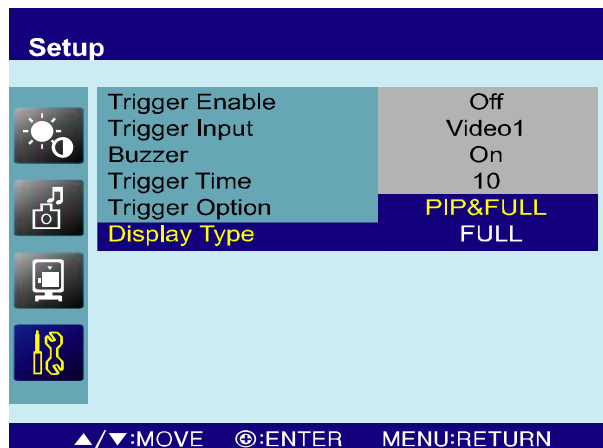 Setup
Trigger Enable Off
Trigger Input Video1
Buzzer On
Trigger Time 10
Trigger Option PIP&FULL
Display Type FULL
▲/▼:MOVE ⊕:ENTER MENU:RETURN